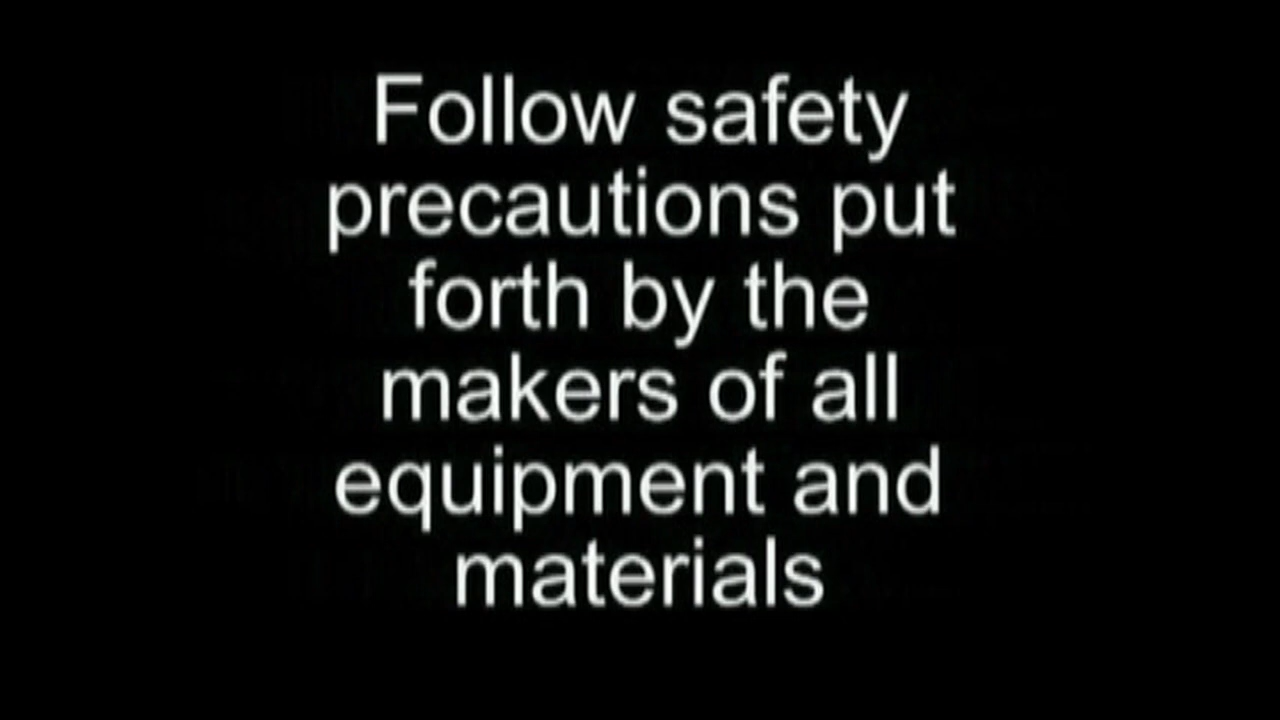 Follow safety
precautions put
forth by the
makers of all
equipment and
materials